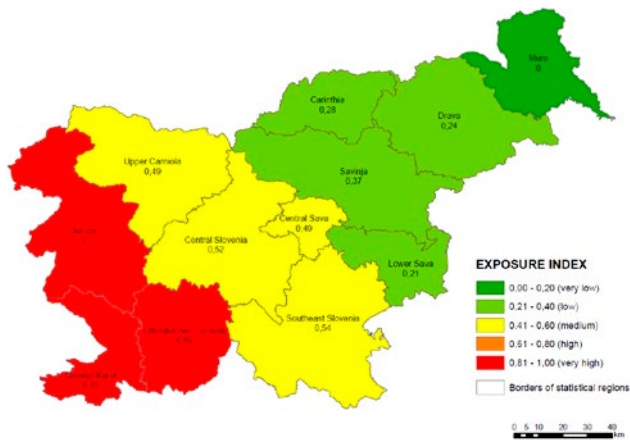 Mura
0
Carinthia
0,28
Drava
0,24
Upper Carniola
0,49
Savinja
0,37
Central Sava
0,49
Central Slovenia
0,52
Lower Sava
0,21
Southeast Slovenia
0,54
EXPOSURE INDEX
0,00 - 0,20 (very low)
0,21 - 0,40 (low)
0,41 - 0,60 (medium)
0,61 - 0,80 (high)
0,81 - 1,00 (very high)
Borders of statistical regions
0 5 10 20 30 40
km